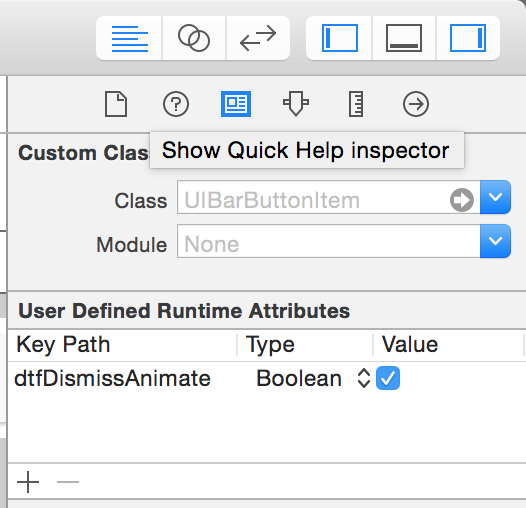 Show Quick Help inspector
Custom Clas
Class UIBarButtonItem
Module None
User Defined Runtime Attributes
Key Path Type Value
dtfDismissAnimate Boolean